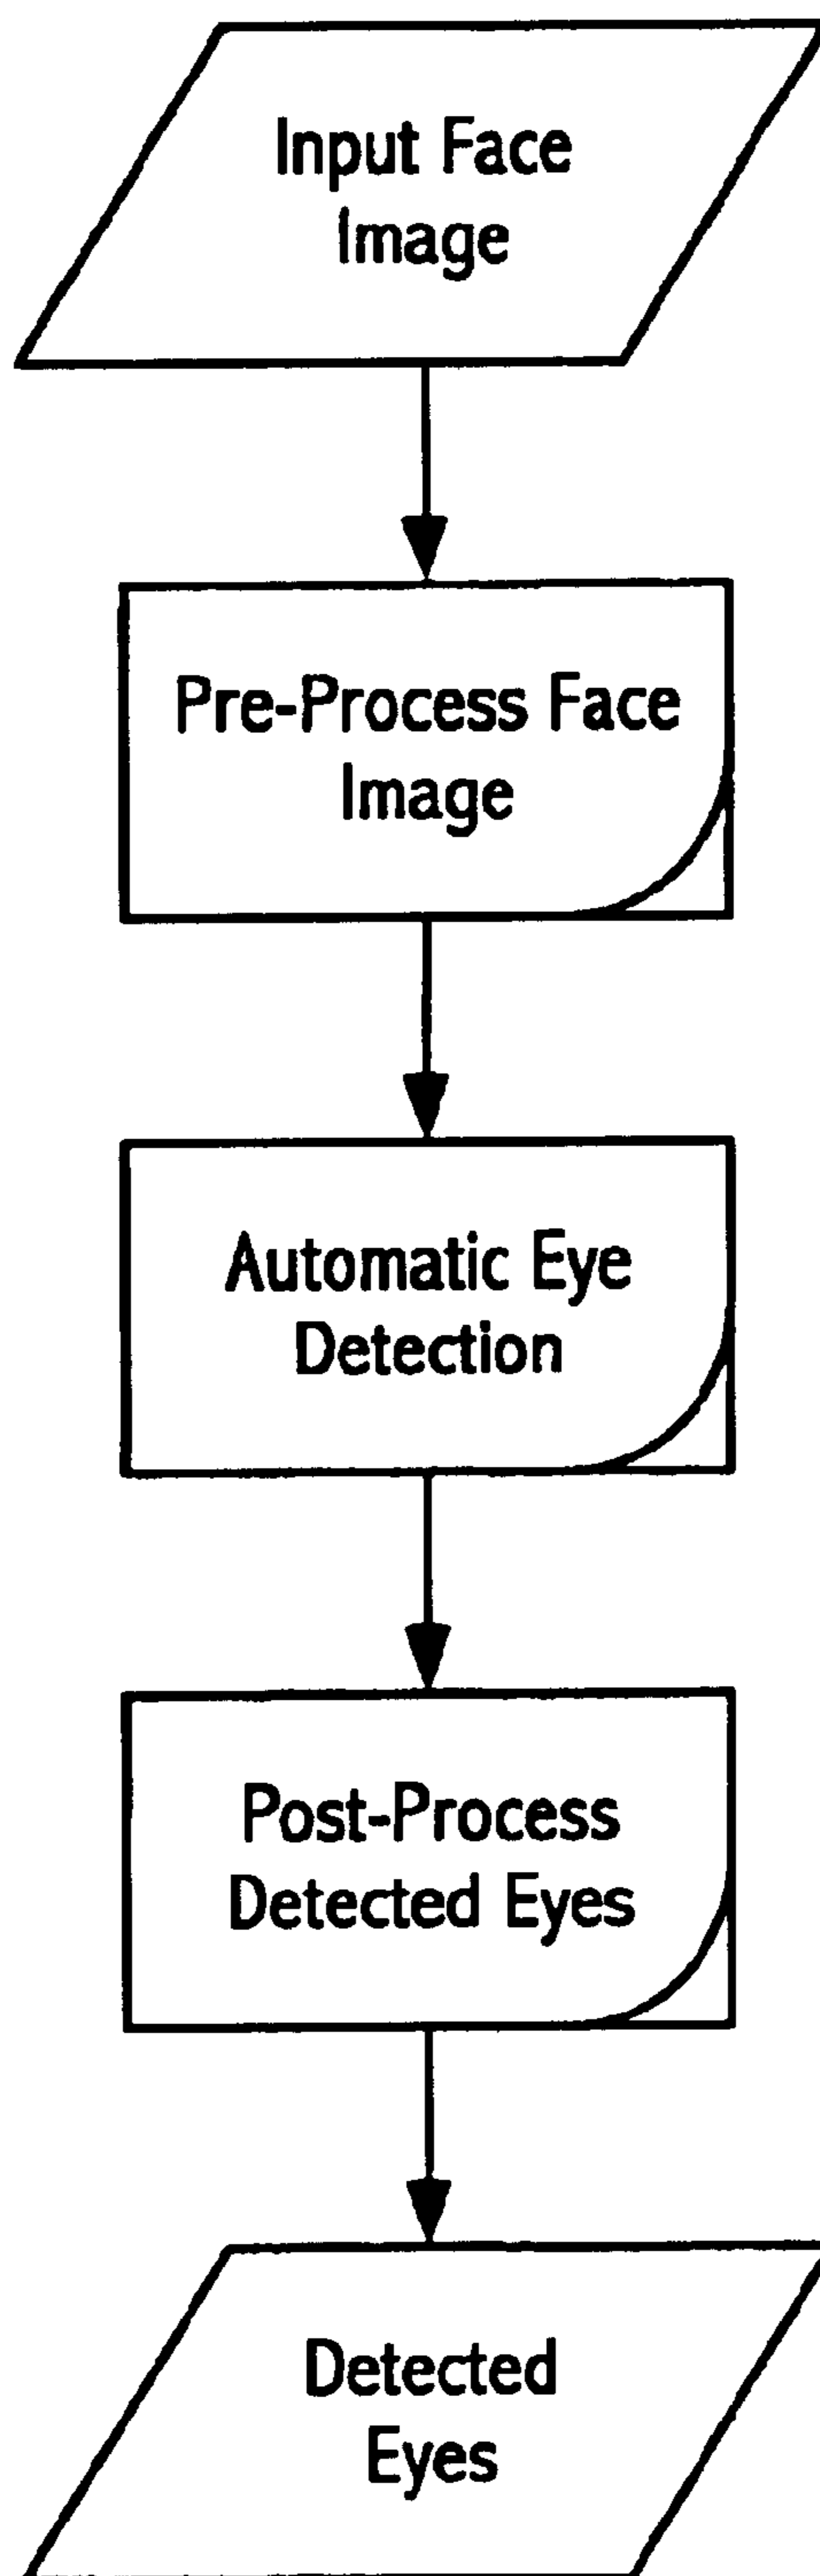 Input Face
Image
Pre-Process Face
Image
Automatic Eye
Detection
Post-Process
Detected Eyes
Detected
Eyes